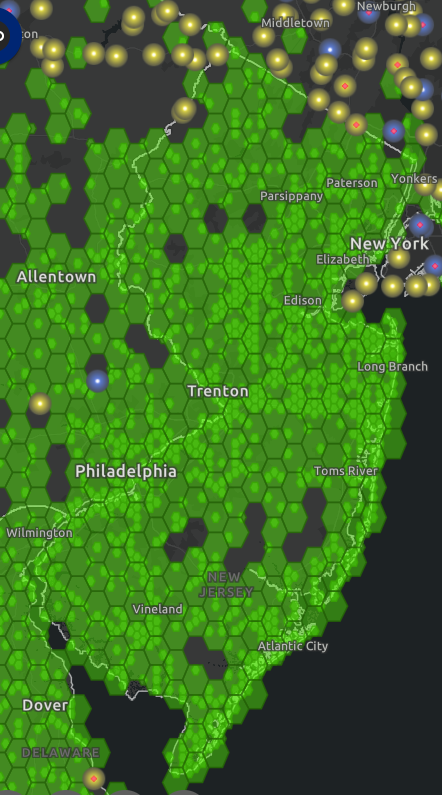 Newburgh
Middletown
ton
Paterson
Yonkers
Parsippany
New York
Elizabeth
Allentown
Edison
Long Branch
Trenton
Philadelphia
Toms River
Wilmington
NEW
JERSEY
Vineland
Atlantic City
Dover
DELAWARE